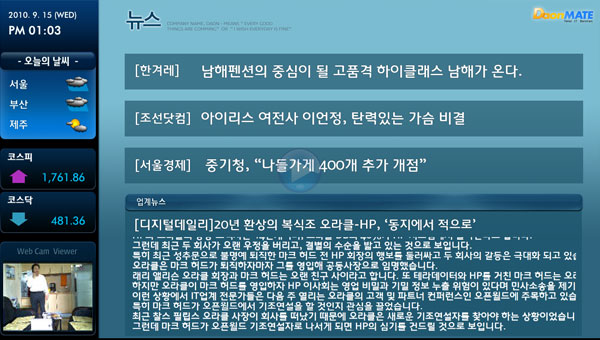 2010. 9. 15 (WED)
PM 01:03
- 오늘의 날씨 -
서울
부산
제주
코스피
1,761.86
코스닥
481.36
Web Cam Viewer
뉴스
COMPANY NAME, GAON - MEANS " EVERY GOOD
THINGS ARE COMMING" OR "I WISH EVERYDAY IS FINE"
MATE
[한겨레] 남해펜션의 중심이 될 고품격 하이클래스 남해가 온다.
[조선닷컴] 아이리스 여전사 이언정, 탄력있는 가슴 비결
[서울경제] 중기청, “나들가게 400개 추가 개점”
업계뉴스
[디지털데일리]20년 환상의 복식조 오라클-HP, ‘동지에서 적으로’
그런데 최근 두 회사가 오랜 우정을 버리고, 결별의 수순을 밟고 있는 것으로 보입니다.
특히 최근 성추문으로 불명예 퇴직한 마크 허드 전 HP 회장의 행보를 둘러싸고 두 회사의 갈등은 극대화 되고 있
오라클은 마크 허드가 퇴직하자마자 그를 영입해 공동사장으로 임명했습니다.
래리 앨리슨 오라클 회장과 마크 허드는 오랜 친구 사이라고 합니다. 또 테라데이터와 HP를 거친 마크 허드는 오라
하지만 오라클이 마크 허드를 영입하자 HP 이사회는 영업 비밀과 기밀 정보 누출 위험이 있다며 민사소송을 제기
이런 상황에서 IT업계 전문가들은 다음 주 열리는 오라클의 고객 및 파트너 컨퍼런스인 오픈월드에 주목하고 있습
특히 마크 허드가 오픈월드에서 기조연설을 할 것인지 관심을 끌었습니다.
최근 찰스 필립스 오라클 사장이 회사를 떠났기 때문에 오라클은 새로운 기조연설자를 찾아야 하는 상황이었습니
그런데 마크 허드가 오픈월드 기조연설자로 나서게 되면 HP의 심기를 건드릴 것으로 보입니다.